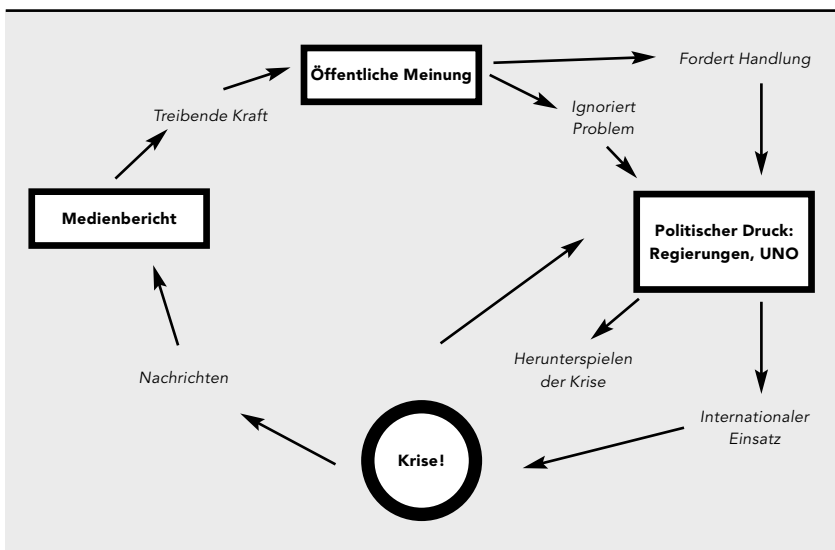 Öffentliche Meinung
Fordert Handlung
Treibende Kraft
Ignoriert
Problem
Medienbericht
Politischer Druck:
Regierungen, UNO
Herunterspielen
der Krise
Nachrichten
Internationaler
Einsatz
Krise!